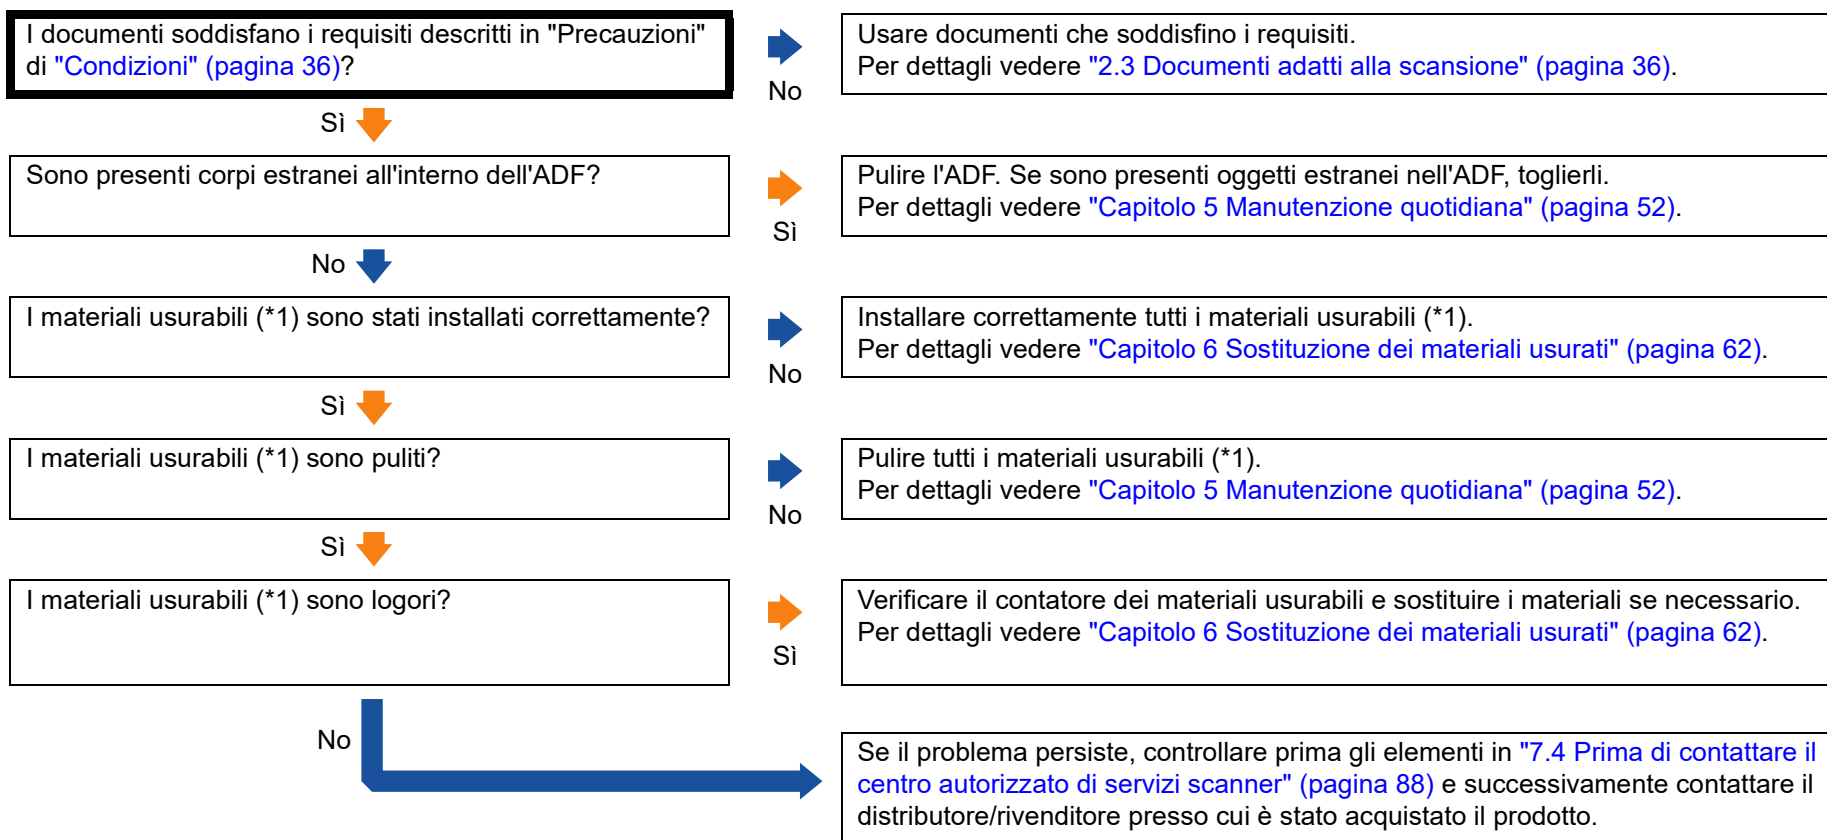 I documenti soddisfano i requisiti descritti in "Precauzioni"
di "Condizioni" (pagina 36)?
No
Usare documenti che soddisfino i requisiti.
Per dettagli vedere "2.3 Documenti adatti alla scansione" (pagina 36).
Sì
Sono presenti corpi estranei all'interno dell'ADF?
Sì
Pulire l'ADF. Se sono presenti oggetti estranei nell'ADF, toglierli.
Per dettagli vedere "Capitolo 5 Manutenzione quotidiana" (pagina 52).
No
I materiali usurabili (*1) sono stati installati correttamente?
No
Installare correttamente tutti i materiali usurabili (*1).
Per dettagli vedere "Capitolo 6 Sostituzione dei materiali usurati" (pagina 62).
Sì
I materiali usurabili (*1) sono puliti?
No
Pulire tutti i materiali usurabili (*1).
Per dettagli vedere "Capitolo 5 Manutenzione quotidiana" (pagina 52).
Sì
I materiali usurabili (*1) sono logori?
Sì
Verificare il contatore dei materiali usurabili e sostituire i materiali se necessario.
Per dettagli vedere "Capitolo 6 Sostituzione dei materiali usurati" (pagina 62).
No
Se il problema persiste, controllare prima gli elementi in "7.4 Prima di contattare il
centro autorizzato di servizi scanner" (pagina 88) e successivamente contattare il
distributore/rivenditore presso cui è stato acquistato il prodotto.